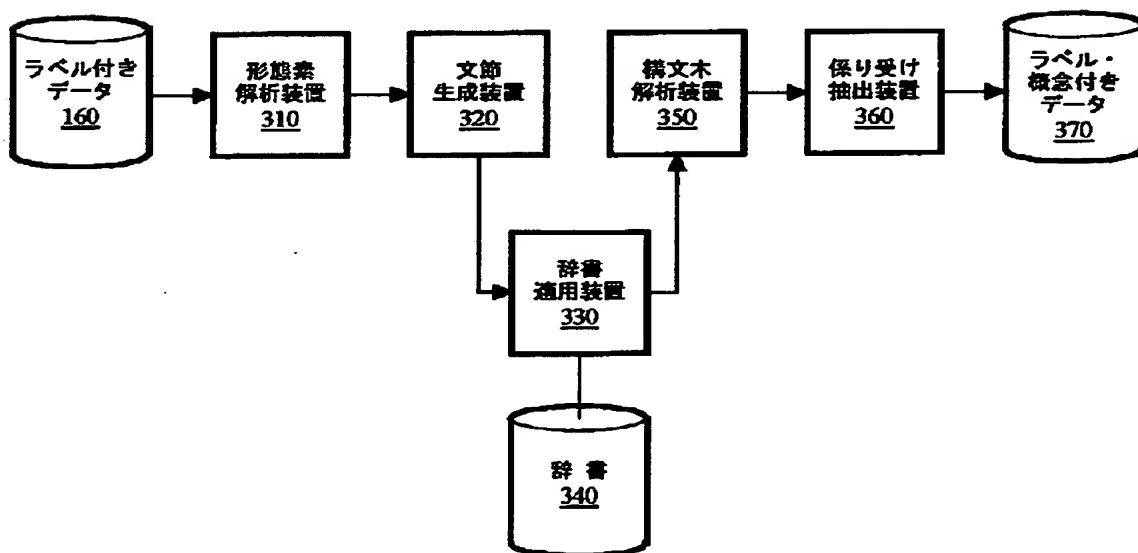 ラベル付き
データ
160
形態素
解析装置
310
文節
生成装置
320
辞書
適用装置
330
辞書
340
構文木
解析装置
350
係り受け
抽出装置
360
ラベル・
概念付き
データ
370